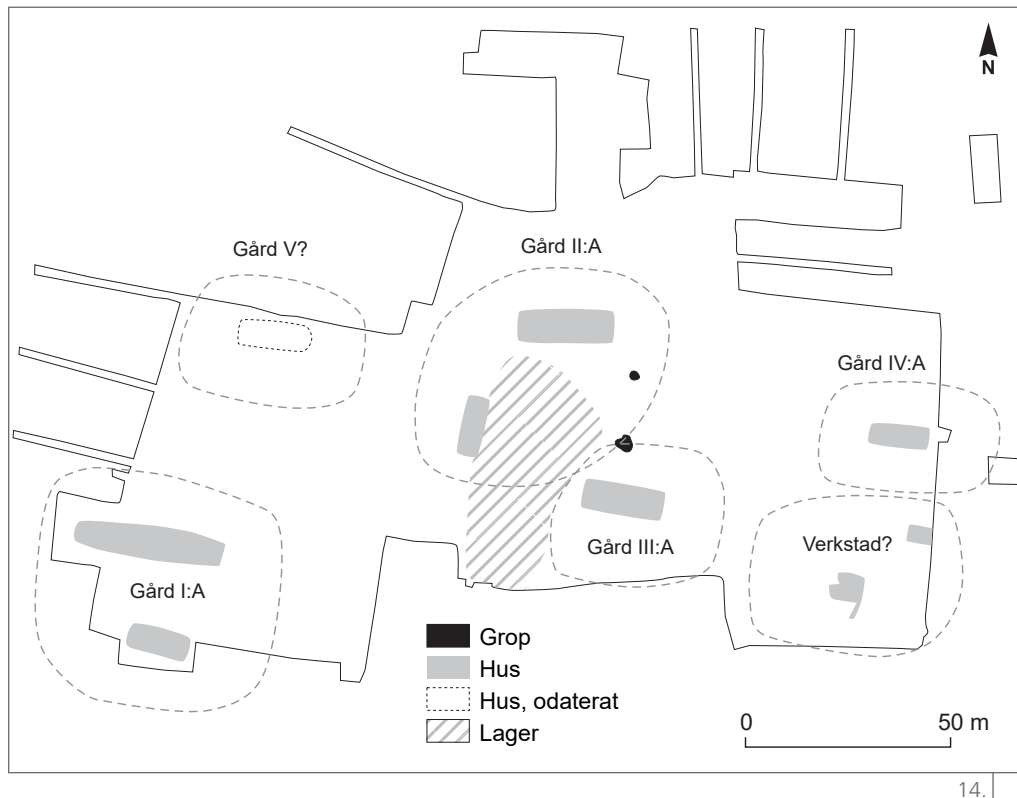 N
Gård V?
Gård II:A
Gård IV:A
Gård III:A
Verkstad?
Gård I:A
Grop
Hus
Hus, odaterat
Lager
0 50 m
14.